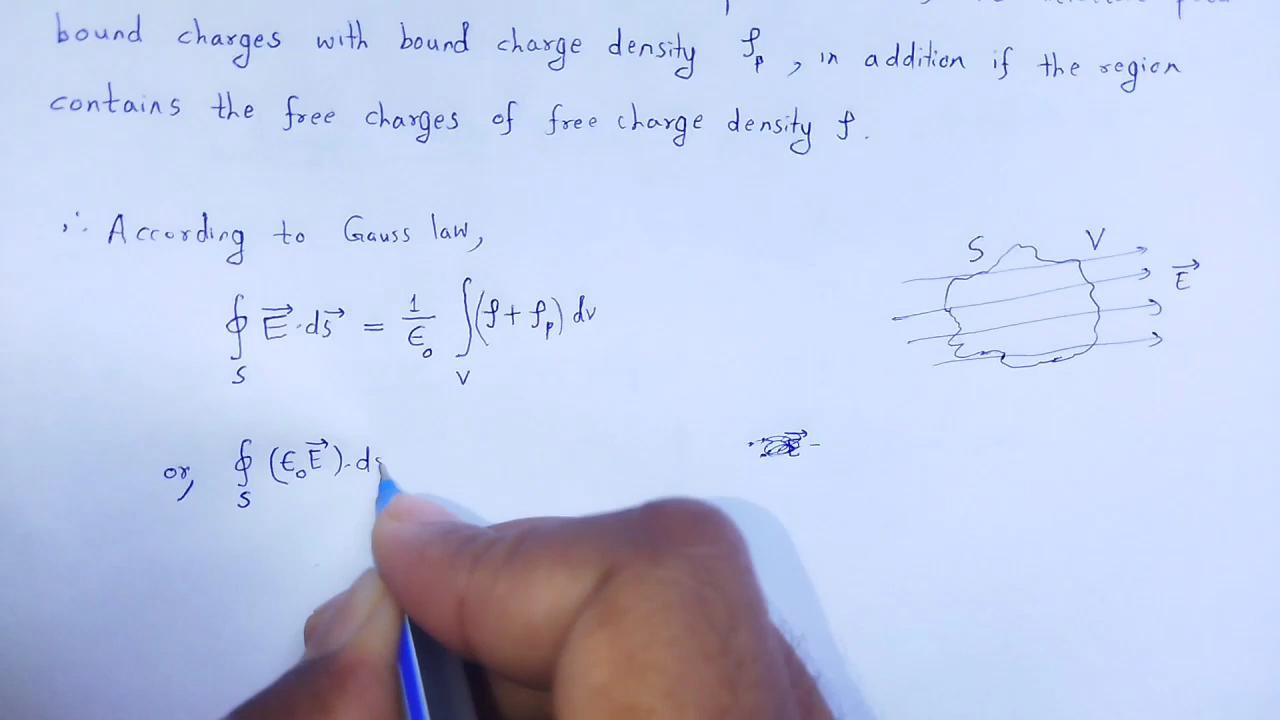 bound charges with bound charge density ρₚ, in addition if the region
contains the free charges of free charge density ρ.
∴ According to Gauss law,
S V
E⃗
∮ E⃗·ds⃗ = 1/ϵ₀ ∫(ρ + ρₚ) dv
S V
or, ∮ (ϵ₀E⃗)·ds
S